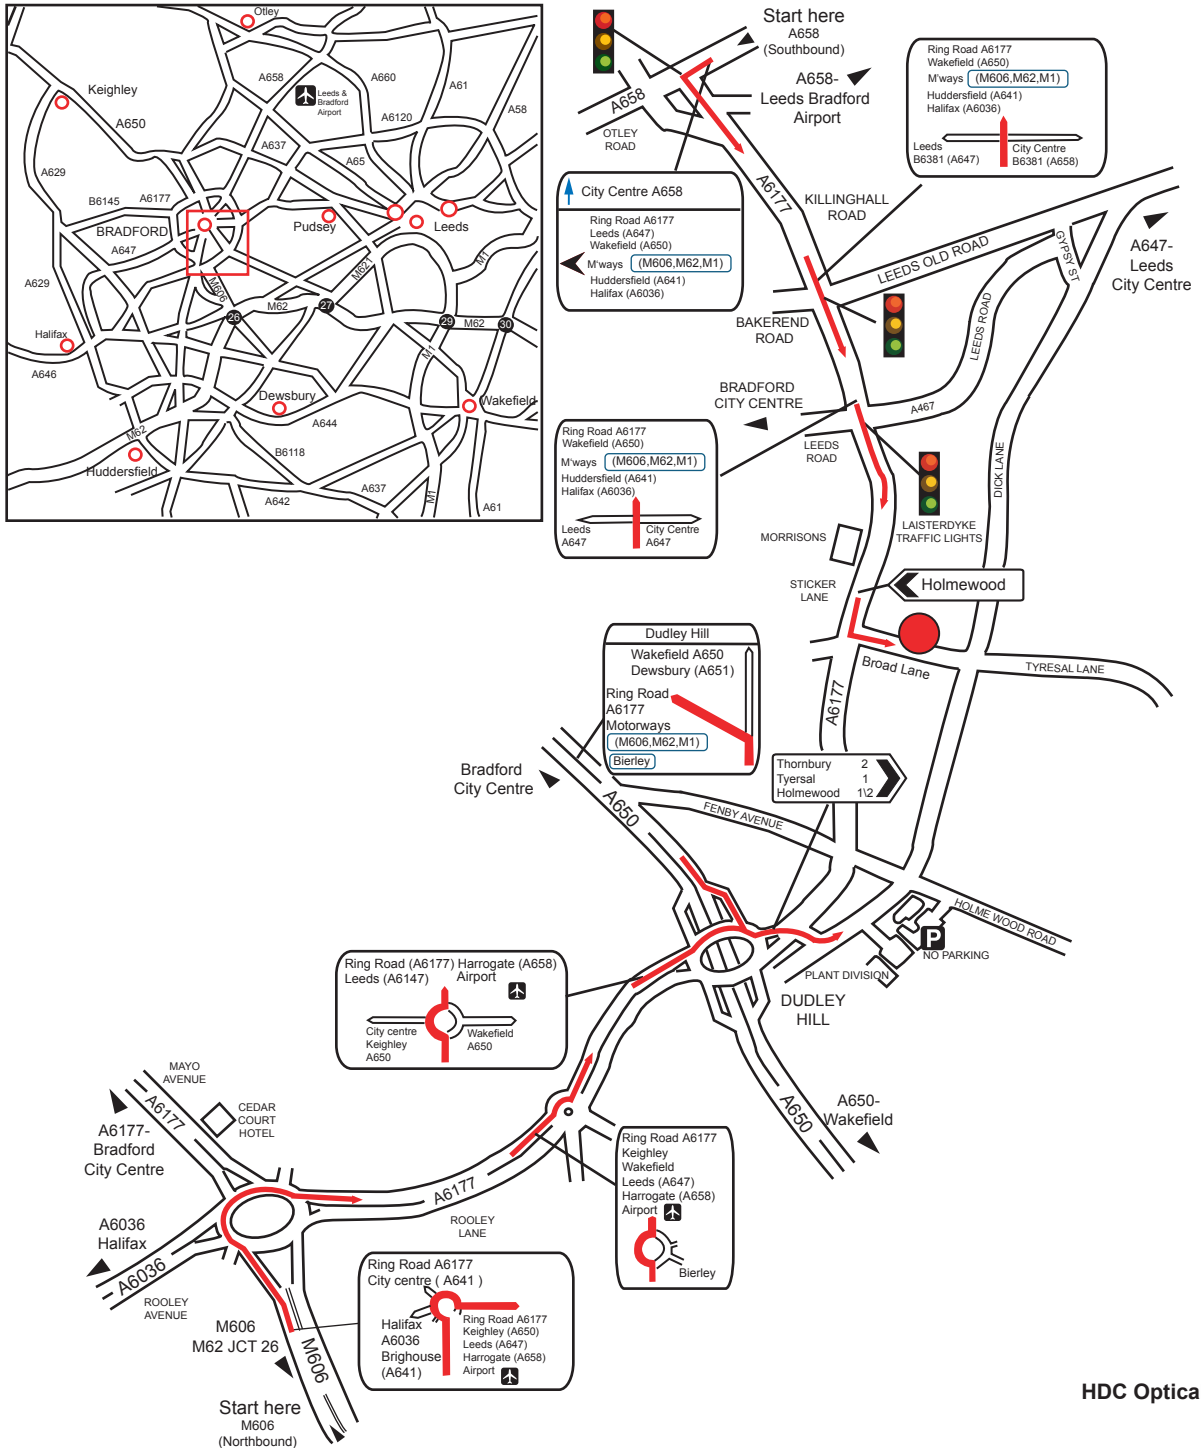 Otley
Keighley
A658
A660
A61
Leeds &
Bradford
Airport
A58
A650
A6120
A637
A65
A629
B6145
A6177
BRADFORD
Pudsey
Leeds
A647
M621
M1
A629
M606
M62
27
26
29
M62
30
Halifax
M1
A646
Dewsbury
Wakefield
A644
M62
B6118
Huddersfield
A637
A642
M1
A61
Start here
A658
(Southbound)
A658-
Leeds Bradford
Airport
A658
OTLEY
ROAD
A6177
KILLINGHALL
ROAD
Ring Road A6177
Wakefield (A650)
M'ways (M606,M62,M1)
Huddersfield (A641)
Halifax (A6036)
Leeds
B6381 (A647)
City Centre
B6381 (A658)
City Centre A658
Ring Road A6177
Leeds (A647)
Wakefield (A650)
M'ways (M606,M62,M1)
Huddersfield (A641)
Halifax (A6036)
LEEDS OLD ROAD
GYPSY ST
A647-
Leeds
City Centre
BAKEREND
ROAD
LEEDS ROAD
BRADFORD
CITY CENTRE
A467
LEEDS
ROAD
DICK LANE
Ring Road A6177
Wakefield (A650)
M'ways (M606,M62,M1)
Huddersfield (A641)
Halifax (A6036)
Leeds
A647
City Centre
A647
LAISTERDYKE
TRAFFIC LIGHTS
MORRISONS
STICKER
LANE
Holmewood
Broad Lane
TYRESAL LANE
A6177
Dudley Hill
Wakefield A650
Dewsbury (A651)
Ring Road
A6177
Motorways
(M606,M62,M1)
Bierley
Thornbury 2
Tyersal 1
Holmewood 1\2
Bradford
City Centre
A650
FENBY AVENUE
HOLME WOOD ROAD
P
NO PARKING
PLANT DIVISION
DUDLEY
HILL
Ring Road (A6177) Harrogate (A658)
Leeds (A6147) Airport
City centre
Keighley
A650
Wakefield
A650
A650
A650-
Wakefield
MAYO
AVENUE
A6177
CEDAR
COURT
HOTEL
A6177-
Bradford
City Centre
Ring Road A6177
Keighley
Wakefield
Leeds (A647)
Harrogate (A658)
Airport
Bierley
A6177
ROOLEY
LANE
A6036
Halifax
A6036
ROOLEY
AVENUE
Ring Road A6177
City centre ( A641 )
Halifax
A6036
Brighouse
(A641)
Ring Road A6177
Keighley (A650)
Leeds (A647)
Harrogate (A658)
Airport
M606
M62 JCT 26
M606
Start here
M606
(Northbound)
HDC Optica